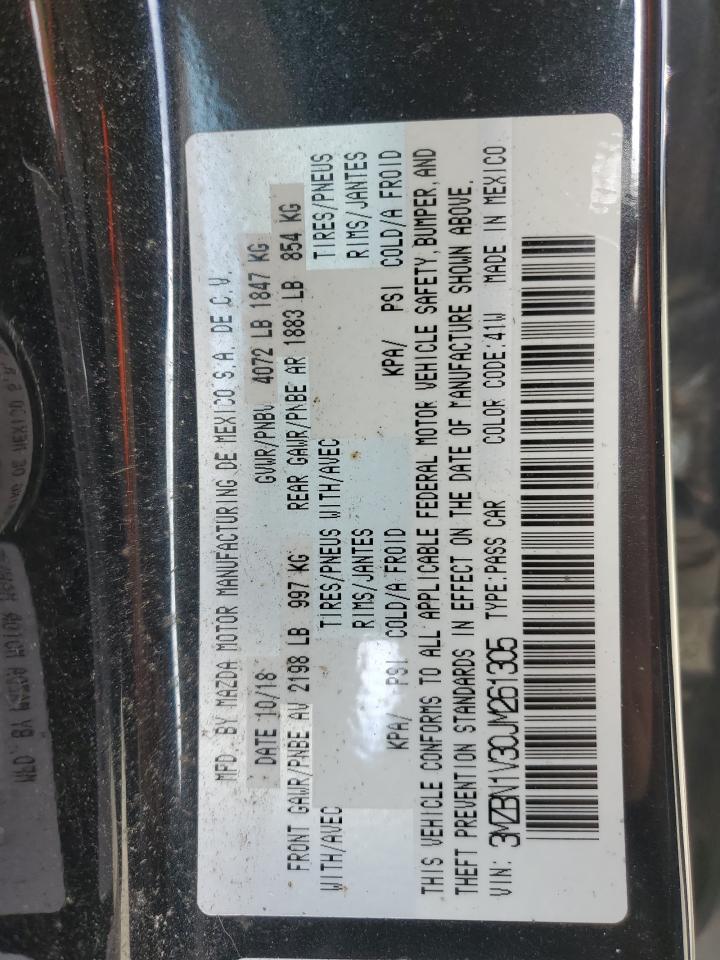 MFD. BY MAZDA MOTOR MANUFACTURING DE MEXICO S.A. DE C.V.
DATE 10/18 GVWR/PNBV 4072 LB 1847 KG
FRONT GAWR/PNBE AV 2198 LB 997 KG REAR GAWR/PNBE AR 1883 LB 854 KG
WITH/AVEC TIRES/PNEUS WITH/AVEC TIRES/PNEUS
RIMS/JANTES RIMS/JANTES
KPA/ PSI COLD/A FROID KPA/ PSI COLD/A FROID
THIS VEHICLE CONFORMS TO ALL APPLICABLE FEDERAL MOTOR VEHICLE SAFETY, BUMPER, AND
THEFT PREVENTION STANDARDS IN EFFECT ON THE DATE OF MANUFACTURE SHOWN ABOVE.
VIN: 3MZBN1V30JM261305 TYPE:PASS CAR COLOR CODE:41W MADE IN MEXICO